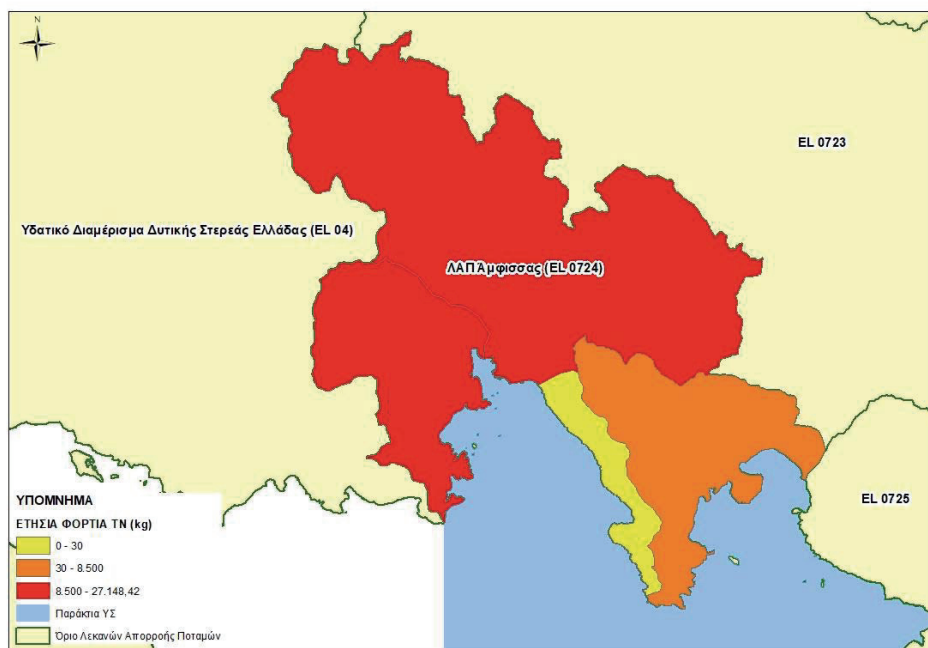 N
EL 0723
Υδατικό Διαμέρισμα Δυτικής Στερεάς Ελλάδας (EL 04)
ΛΑΠ Άμφισσας (EL 0724)
EL 0725
ΥΠΟΜΝΗΜΑ
ΕΤΗΣΙΑ ΦΟΡΤΙΑ TN (kg)
0 - 30
30 - 8.500
8.500 - 27.148,42
Παράκτια ΥΣ
Όριο Λεκανών Απορροής Ποταμών